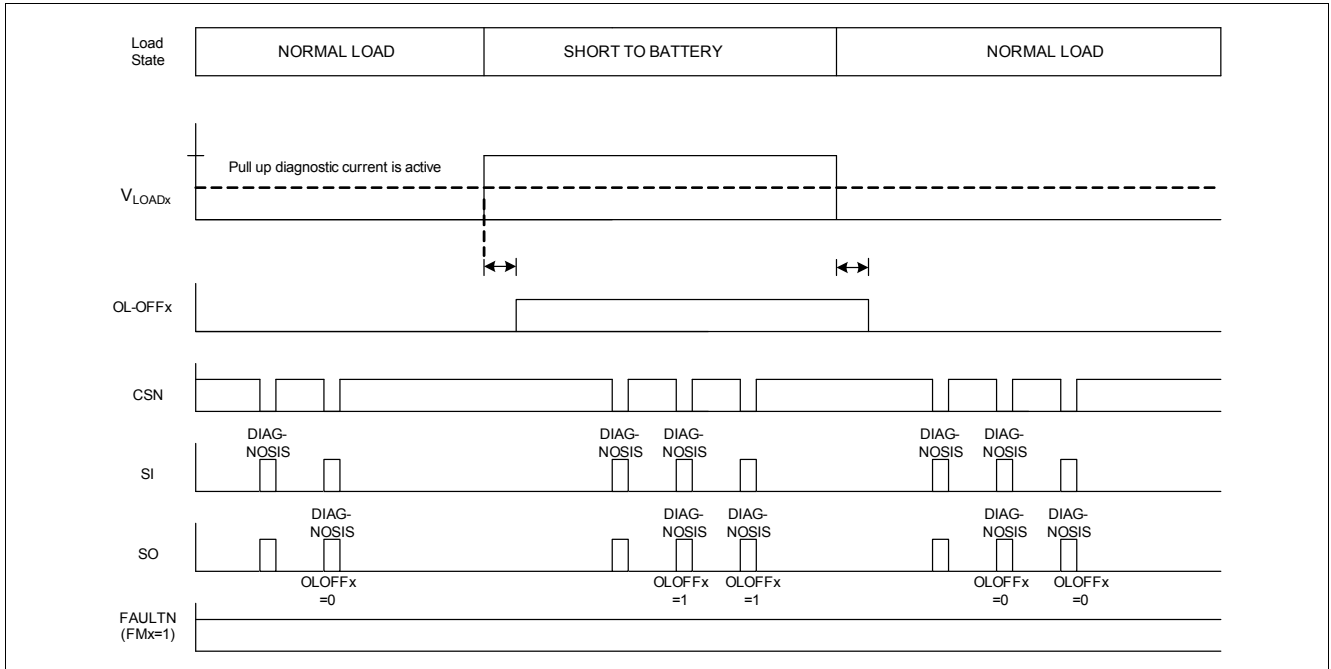 Load
State
NORMAL LOAD
SHORT TO BATTERY
NORMAL LOAD
Pull up diagnostic current is active
VLOADx
OL-OFFx
CSN
DIAG-
NOSIS
DIAG-
NOSIS
DIAG-
NOSIS
DIAG-
NOSIS
DIAG-
NOSIS
SI
DIAG-
NOSIS
DIAG-
NOSIS
DIAG-
NOSIS
DIAG-
NOSIS
DIAG-
NOSIS
SO
OLOFFx
=0
OLOFFx
=1
OLOFFx
=1
OLOFFx
=0
OLOFFx
=0
FAULTN
(FMx=1)